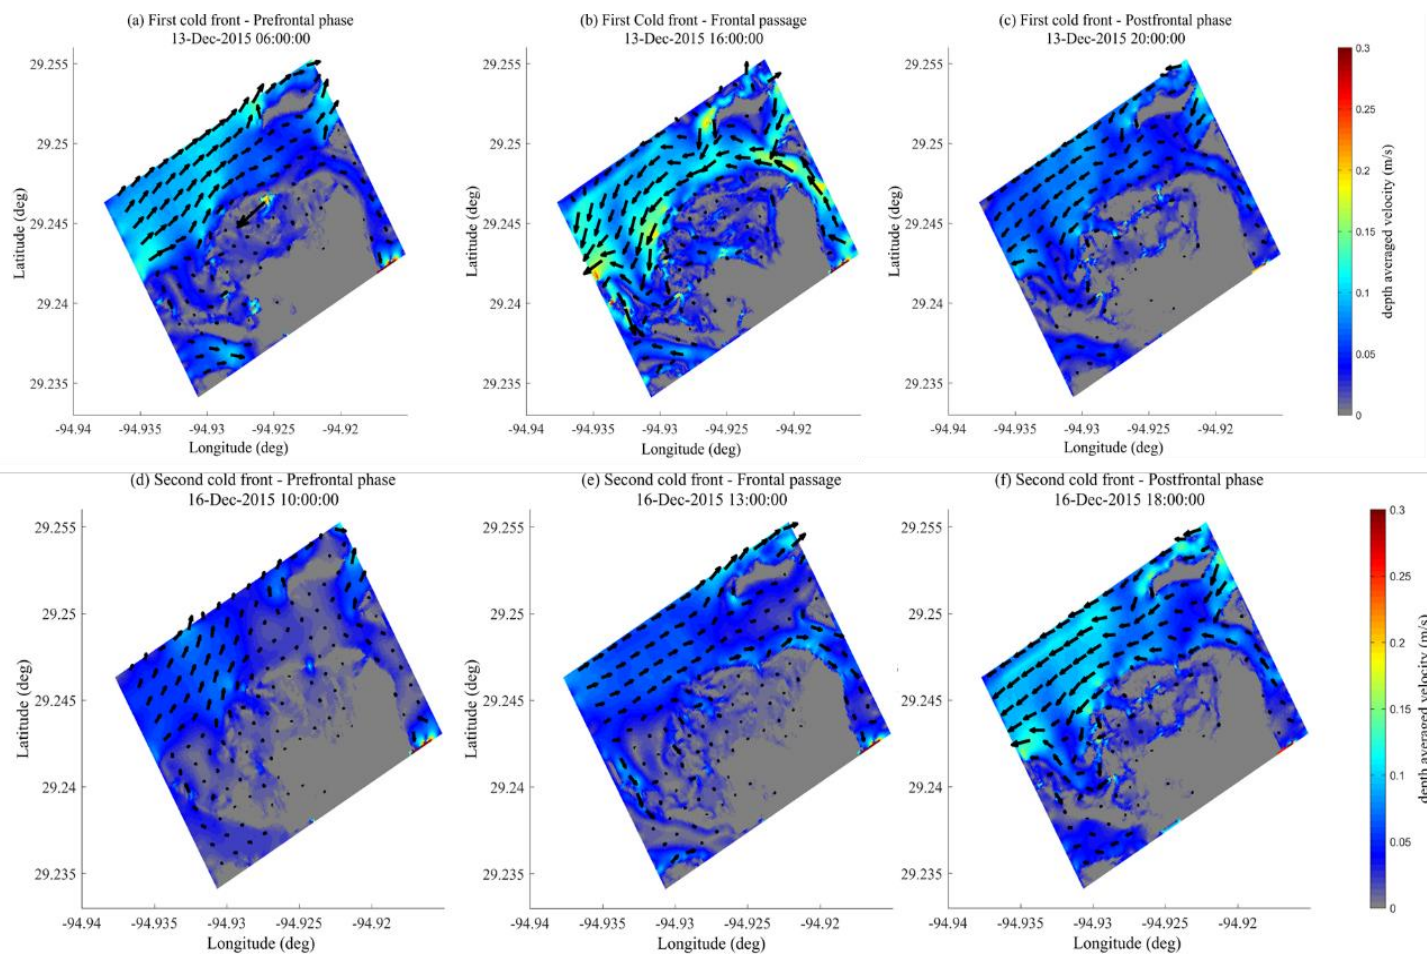 (a) First cold front - Prefrontal phase
13-Dec-2015 06:00:00
(b) First Cold front - Frontal passage
13-Dec-2015 16:00:00
(c) First cold front - Postfrontal phase
13-Dec-2015 20:00:00
29.255
29.25
29.245
29.24
29.235
Latitude (deg)
-94.94 -94.935 -94.93 -94.925 -94.92
Longitude (deg)
29.255
29.25
29.245
29.24
29.235
Latitude (deg)
-94.94 -94.935 -94.93 -94.925 -94.92
Longitude (deg)
29.255
29.25
29.245
29.24
29.235
Latitude (deg)
-94.94 -94.935 -94.93 -94.925 -94.92
Longitude (deg)
0.3
0.25
0.2
0.15
0.1
0.05
0
depth averaged velocity (m/s)
(d) Second cold front - Prefrontal phase
16-Dec-2015 10:00:00
(e) Second cold front - Frontal passage
16-Dec-2015 13:00:00
(f) Second cold front - Postfrontal phase
16-Dec-2015 18:00:00
29.255
29.25
29.245
29.24
29.235
Latitude (deg)
-94.94 -94.935 -94.93 -94.925 -94.92
Longitude (deg)
29.255
29.25
29.245
29.24
29.235
Latitude (deg)
-94.94 -94.935 -94.93 -94.925 -94.92
Longitude (deg)
29.255
29.25
29.245
29.24
29.235
Latitude (deg)
-94.94 -94.935 -94.93 -94.925 -94.92
Longitude (deg)
0.3
0.25
0.2
0.15
0.1
0.05
0
depth averaged velocity (m/s)